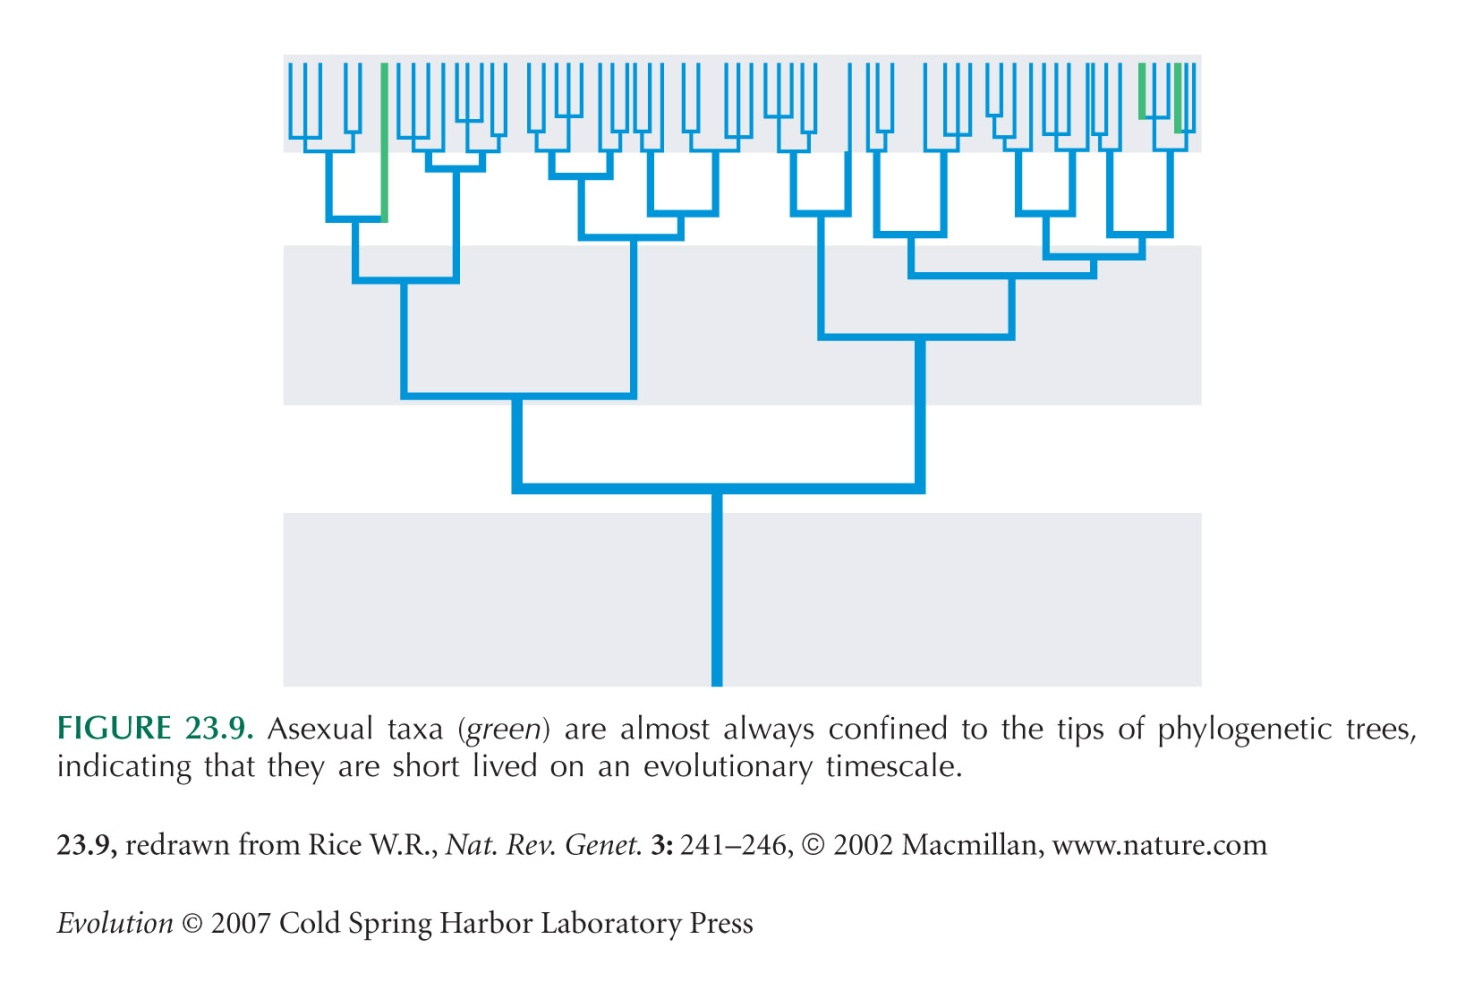 FIGURE 23.9. Asexual taxa (green) are almost always confined to the tips of phylogenetic trees,
indicating that they are short lived on an evolutionary timescale.
23.9, redrawn from Rice W.R., Nat. Rev. Genet. 3: 241–246, © 2002 Macmillan, www.nature.com
Evolution © 2007 Cold Spring Harbor Laboratory Press